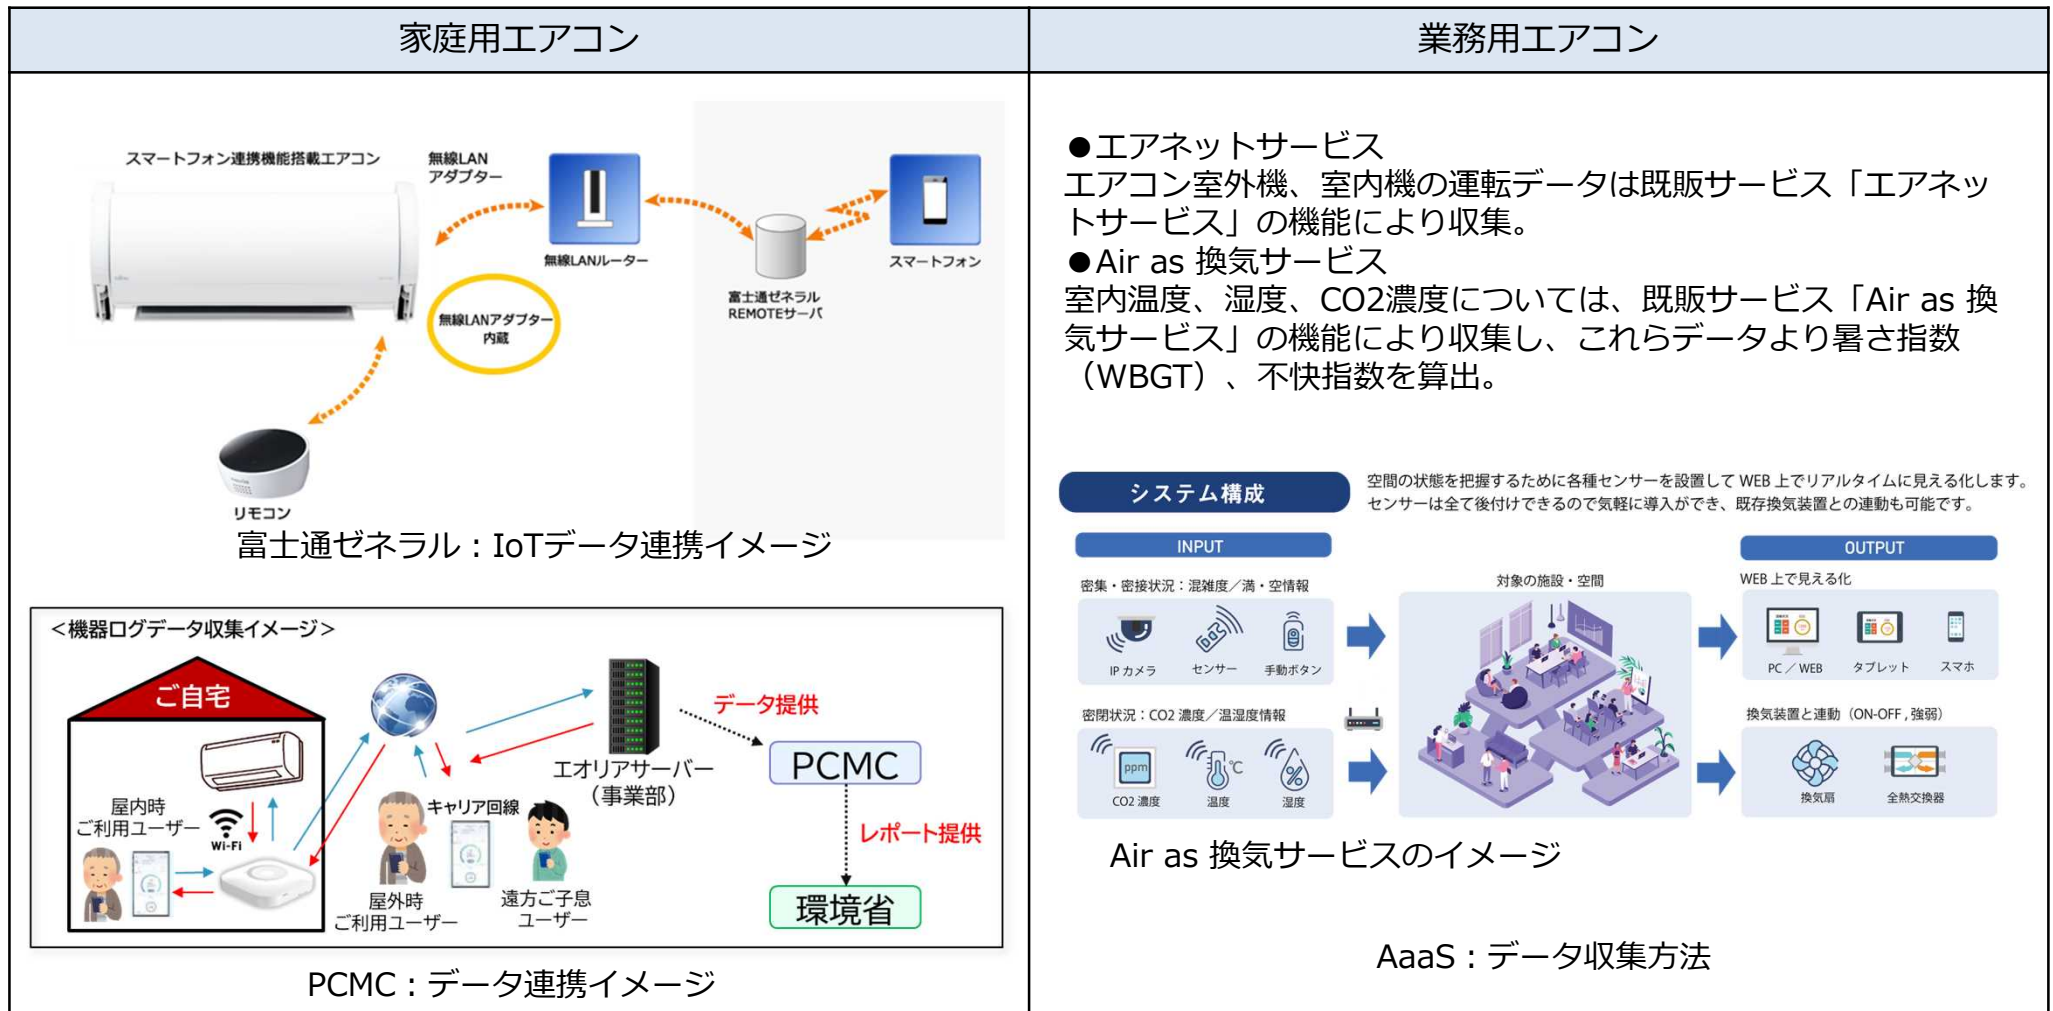 家庭用エアコン
スマートフォン連携機能搭載エアコン
無線LAN
アダプター
無線LANルーター
スマートフォン
富士通ゼネラル
REMOTEサーバ
無線LANアダプター
内蔵
リモコン
富士通ゼネラル：IoTデータ連携イメージ
＜機器ログデータ収集イメージ＞
ご自宅
データ提供
PCMC
エオリアサーバー
（事業部）
屋内時
ご利用ユーザー
Wi-Fi
キャリア回線
レポート提供
屋外時
ご利用ユーザー
遠方ご子息
ユーザー
環境省
PCMC：データ連携イメージ
業務用エアコン
●エアネットサービス
エアコン室外機、室内機の運転データは既販サービス「エアネッ
トサービス」の機能により収集。
●Air as 換気サービス
室内温度、湿度、CO2濃度については、既販サービス「Air as 換
気サービス」の機能により収集し、これらデータより暑さ指数
（WBGT）、不快指数を算出。
システム構成
空間の状態を把握するために各種センサーを設置して WEB 上でリアルタイムに見える化します。
センサーは全て後付けできるので気軽に導入ができ、既存換気装置との連動も可能です。
INPUT
密集・密接状況：混雑度／満・空情報
IP カメラ
センサー
手動ボタン
密閉状況：CO2 濃度／温湿度情報
ppm
℃
%
CO2 濃度
温度
湿度
対象の施設・空間
OUTPUT
WEB 上で見える化
PC ／ WEB
タブレット
スマホ
換気装置と連動（ON-OFF , 強弱）
換気扇
全熱交換器
Air as 換気サービスのイメージ
AaaS：データ収集方法